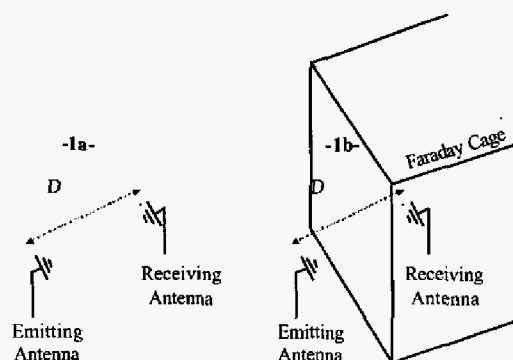 -1a-
D
Receiving
Antenna
Emitting
Antenna
-1b-
Faraday Cage
D
Receiving
Antenna
Emitting
Antenna